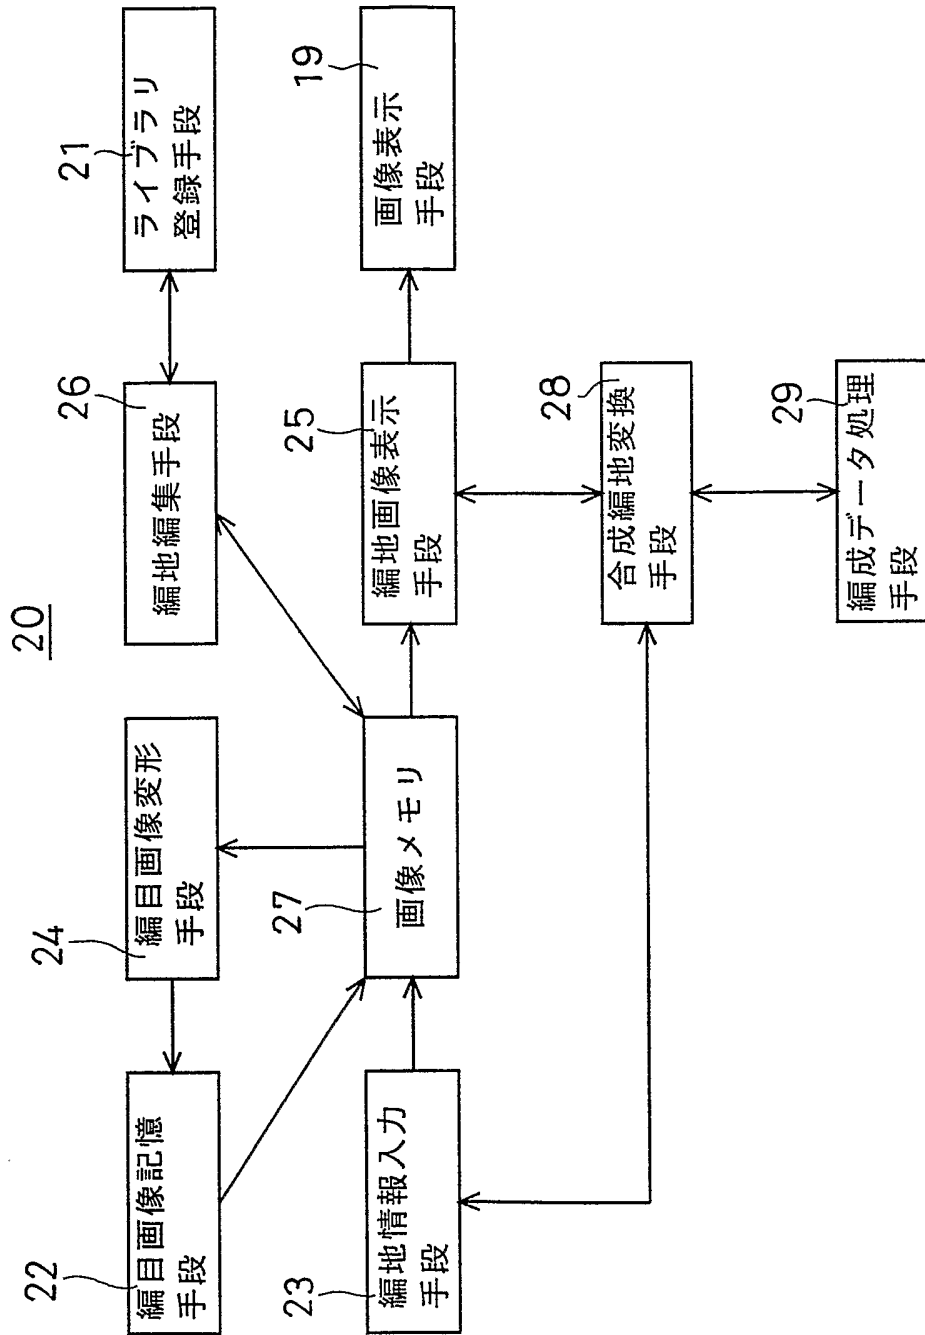 20
22
編目画像記憶
手段
24
編目画像変形
手段
26
編地編集手段
21
ライブラリ
登録手段
23
編地情報入力
手段
27
画像メモリ
25
編地画像表示
手段
19
画像表示
手段
28
合成編地変換
手段
29
編成データ処理
手段